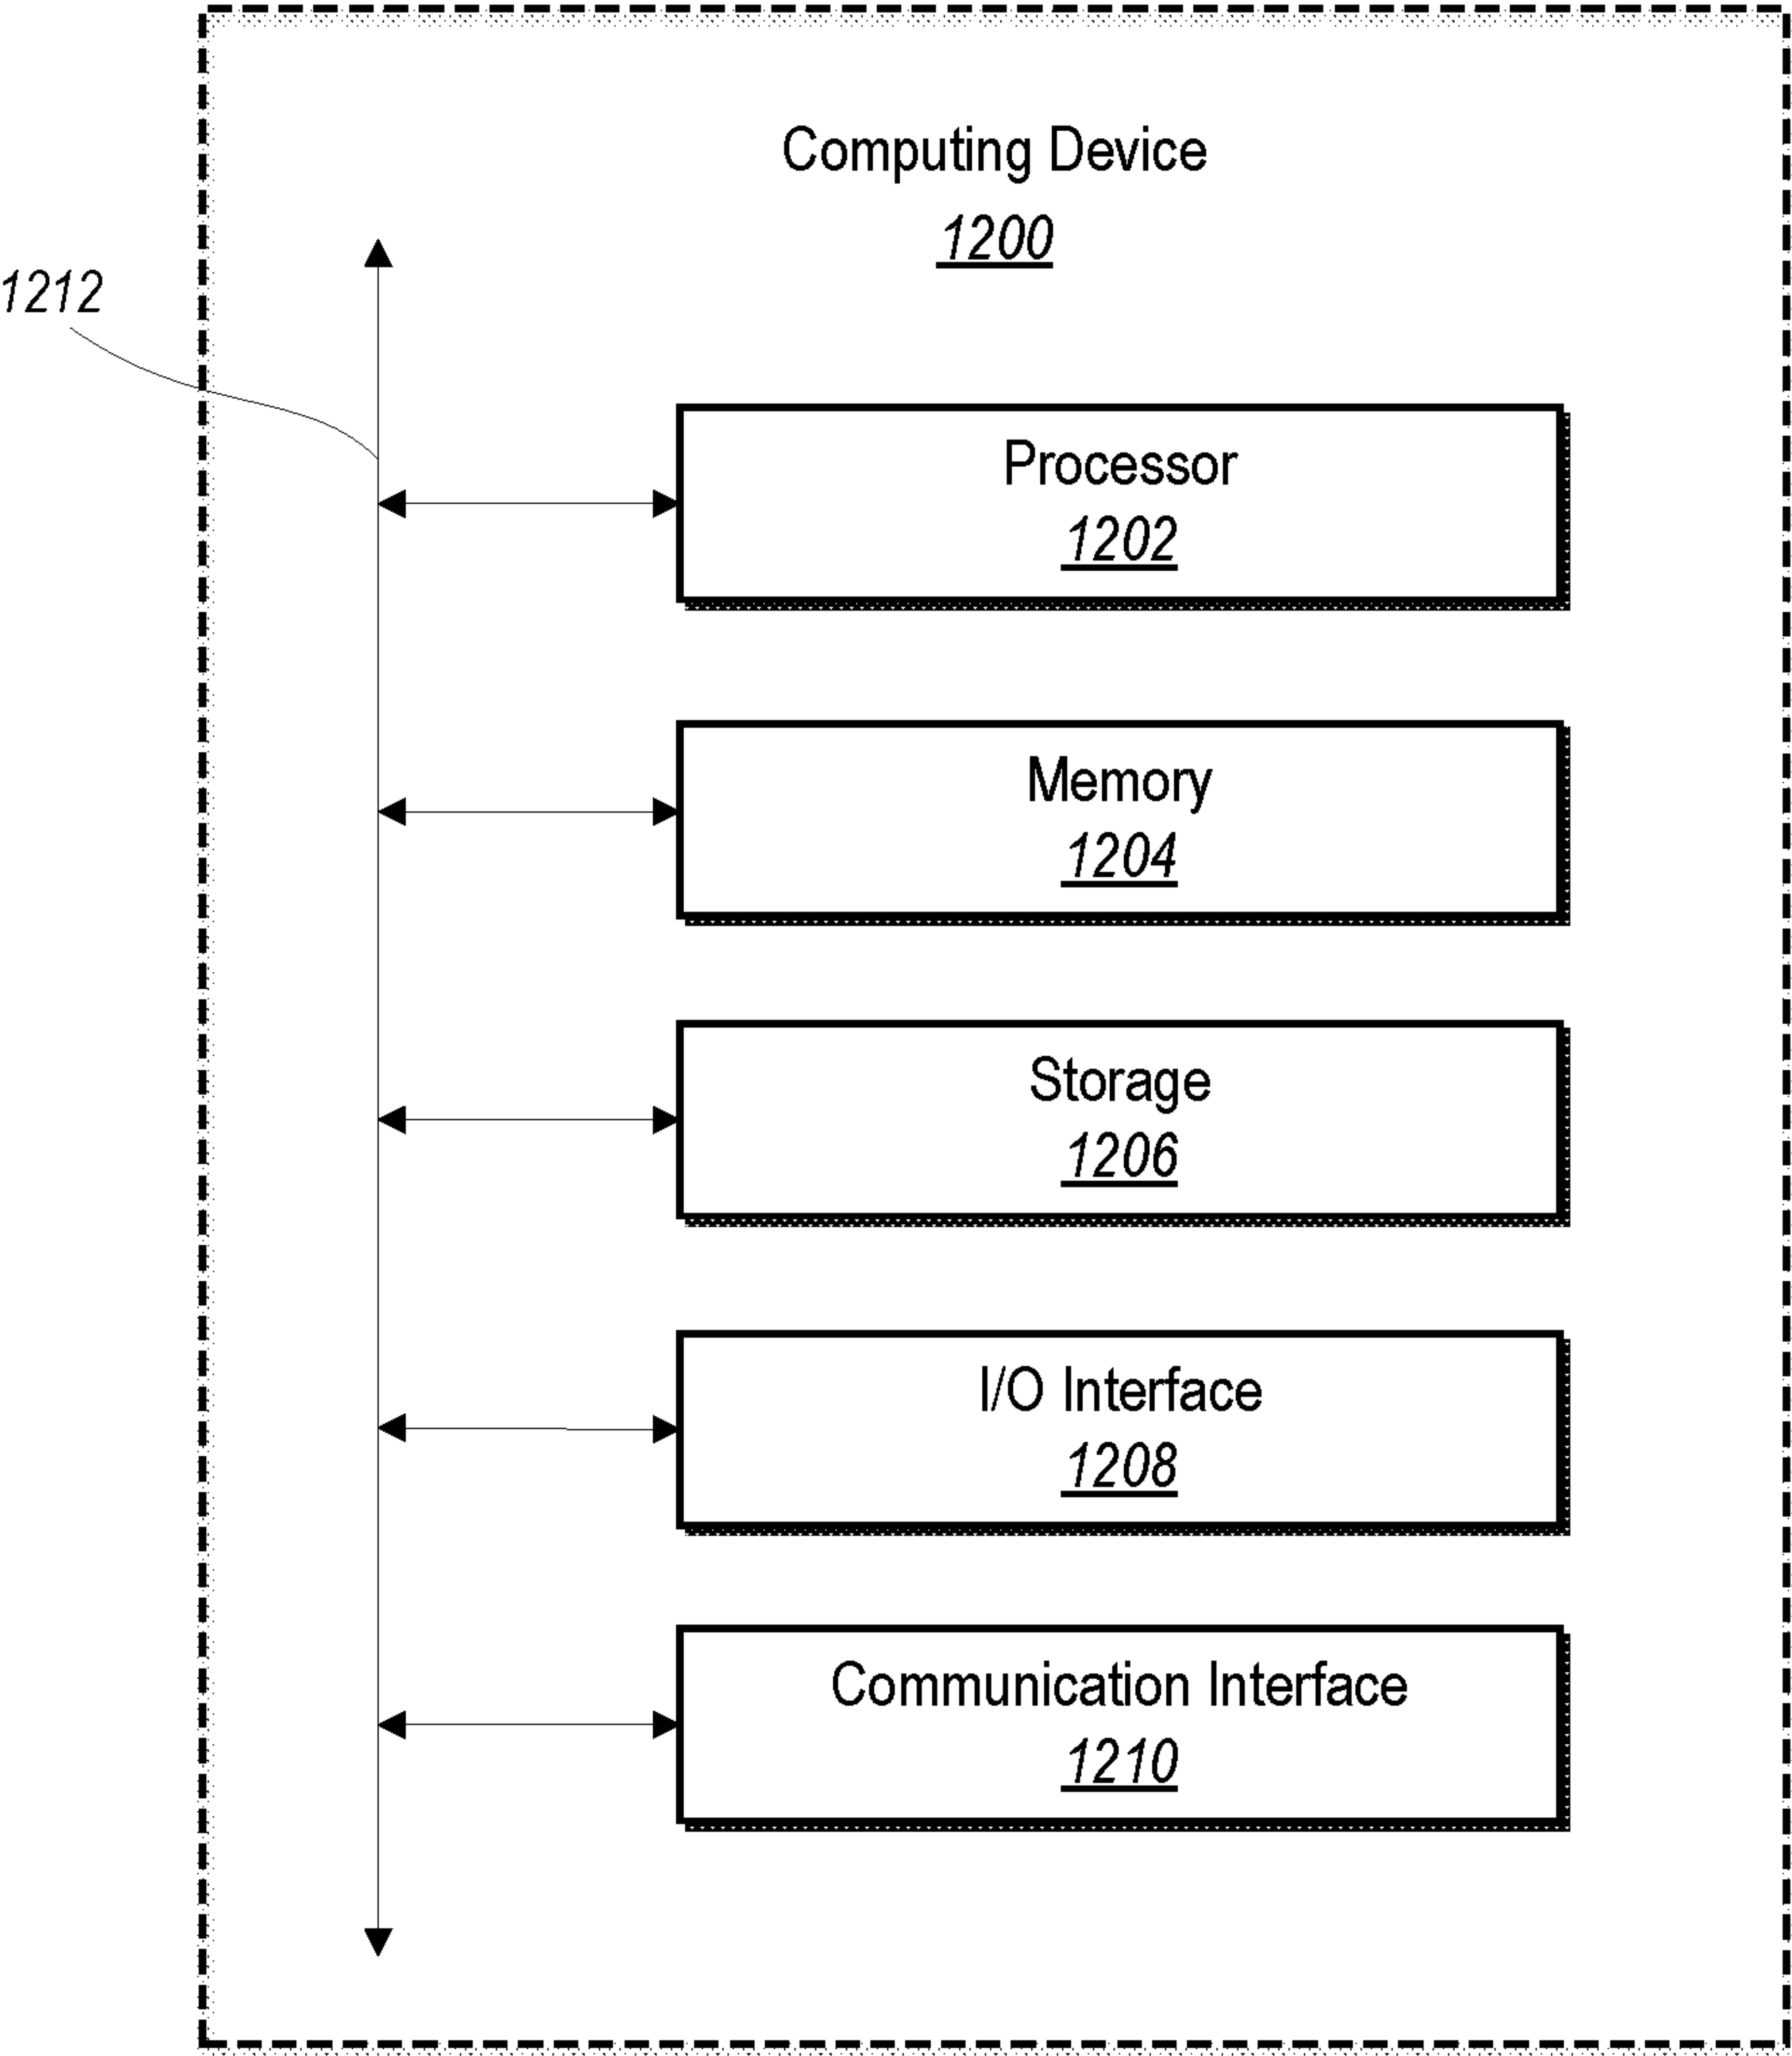 Computing Device
1200
1212
Processor
1202
Memory
1204
Storage
1206
I/O Interface
1208
Communication Interface
1210